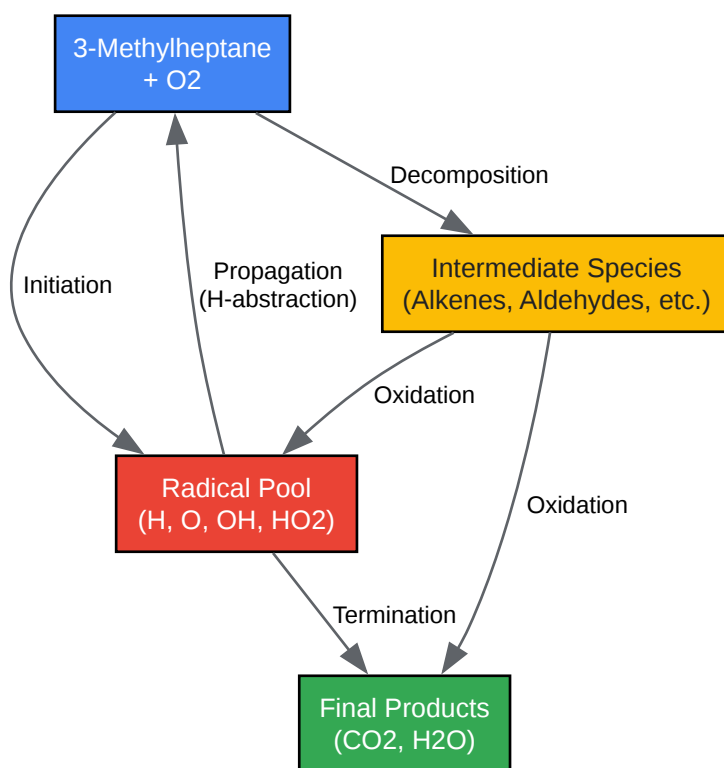 3-Methylheptane
+ O2
Decomposition
Initiation
Propagation
(H-abstraction)
Intermediate Species
(Alkenes, Aldehydes, etc.)
Oxidation
Radical Pool
(H, O, OH, HO2)
Oxidation
Termination
Final Products
(CO2, H2O)